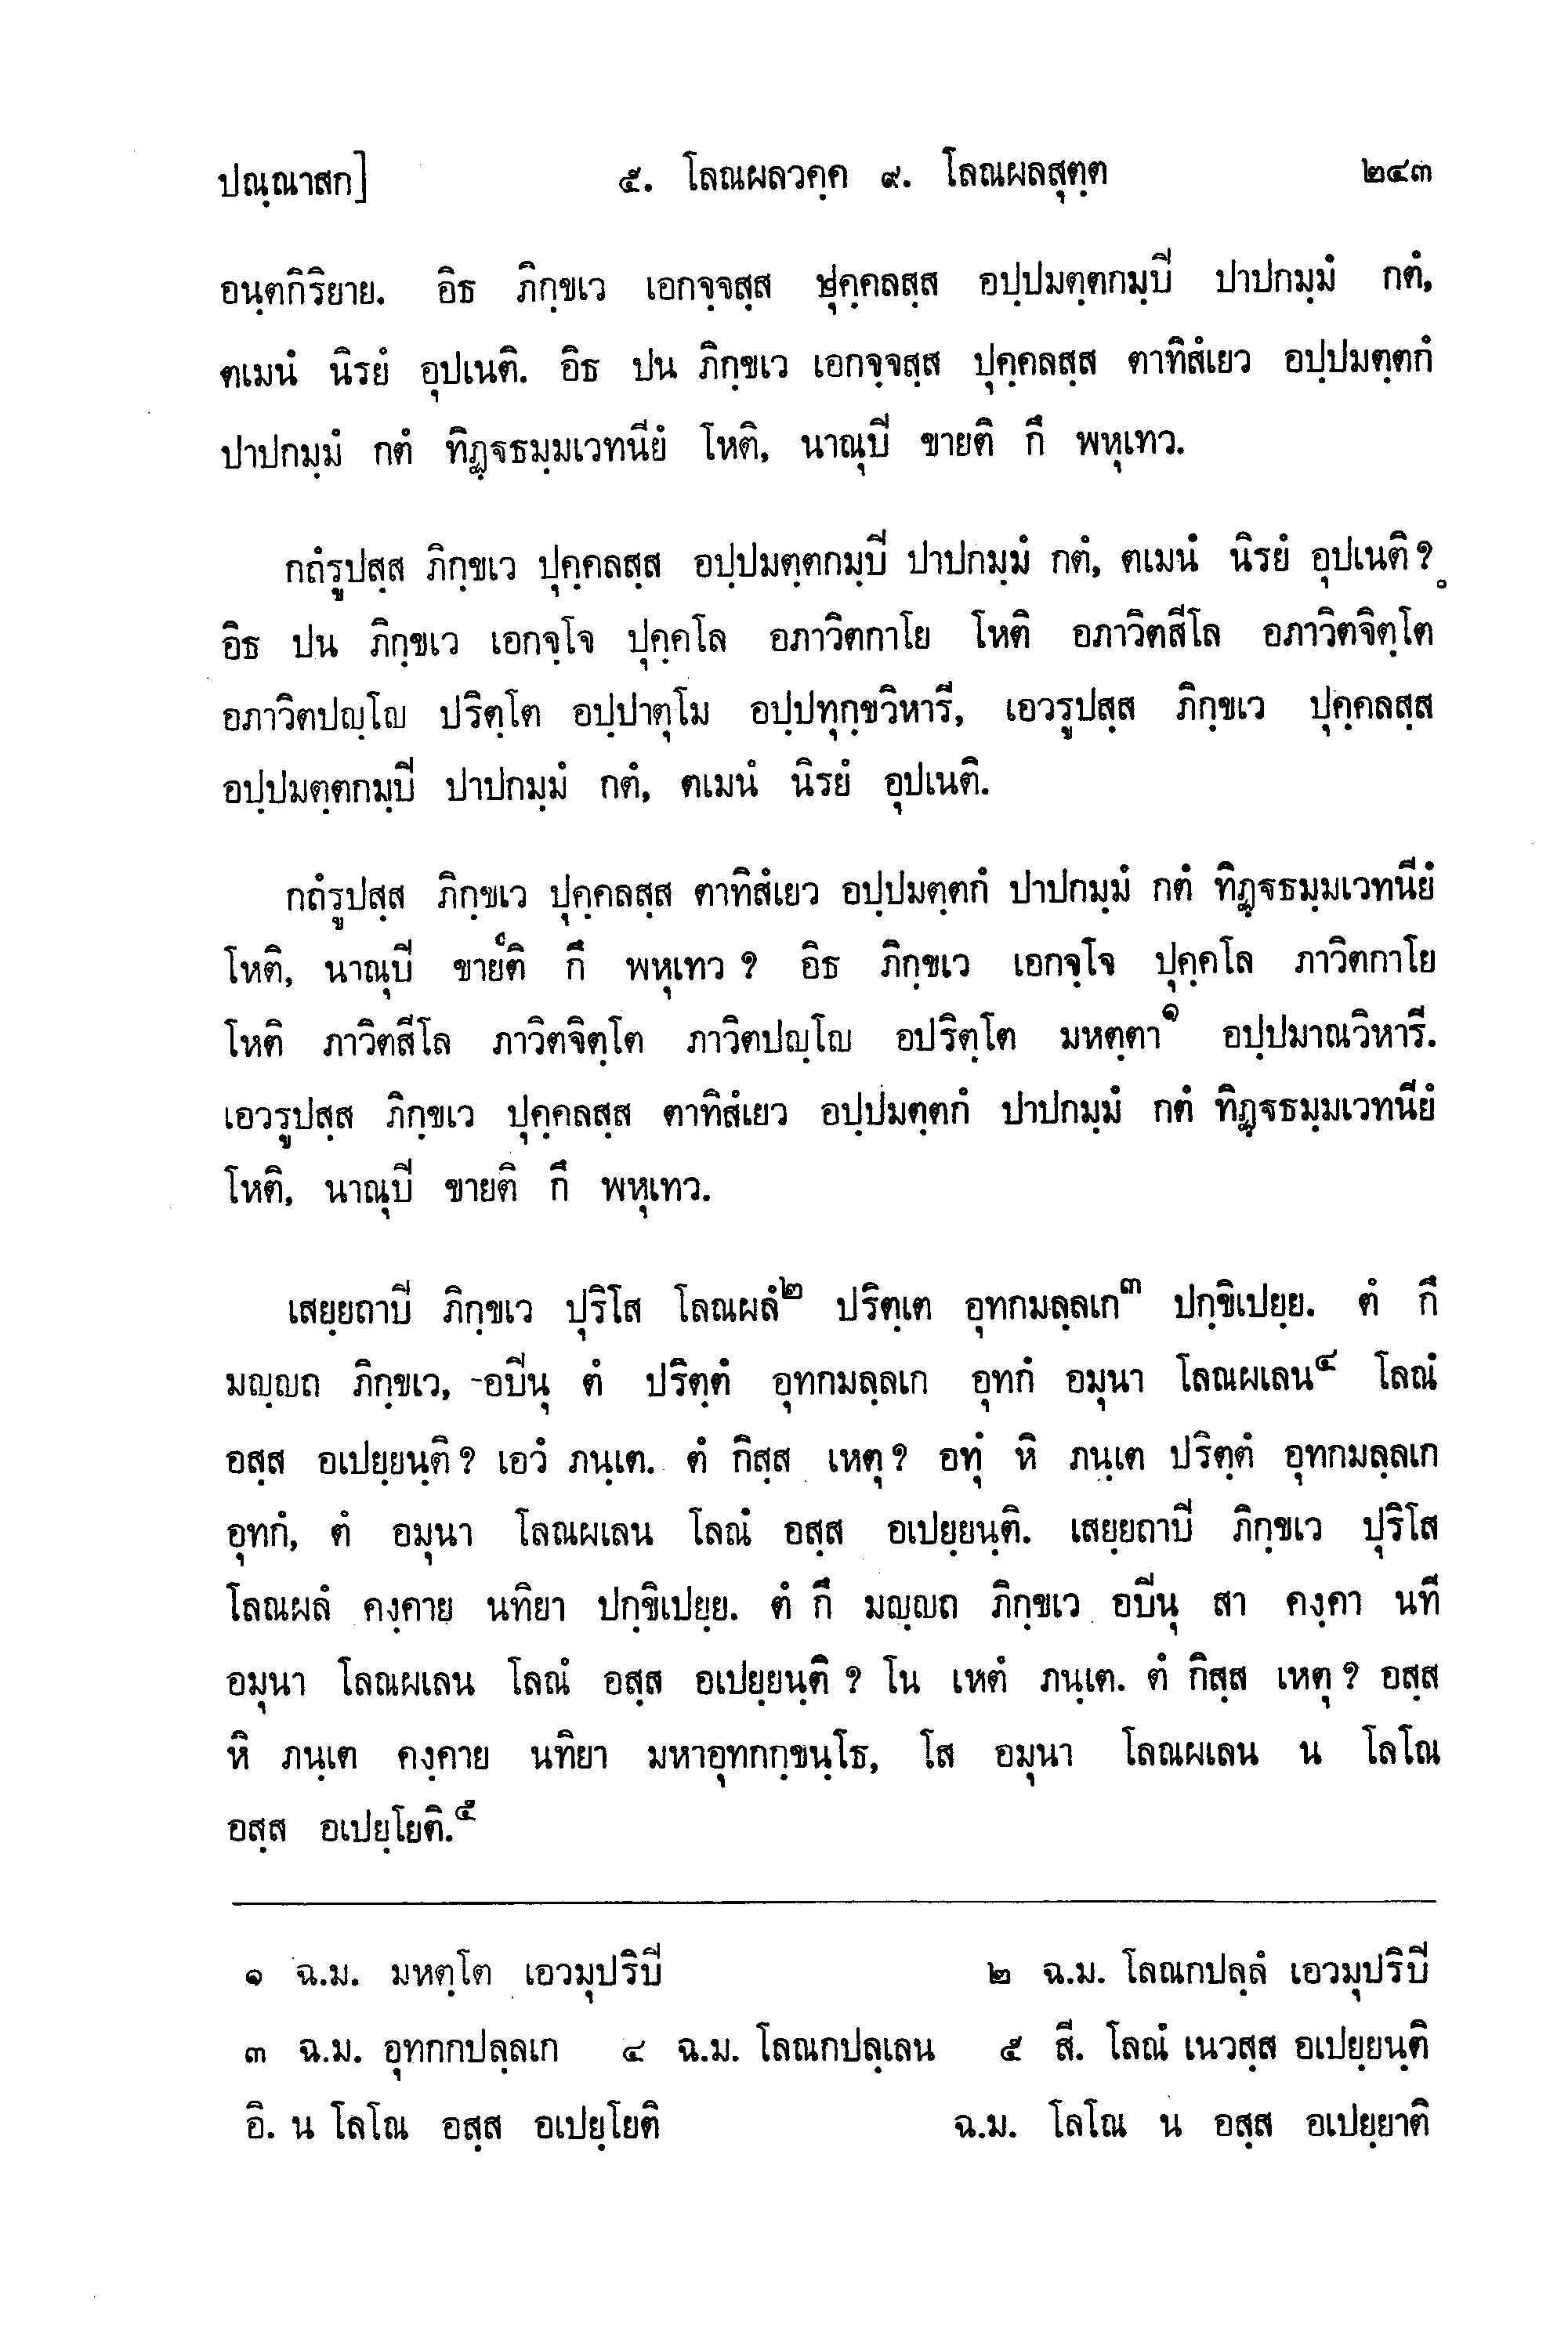 ปณฺณาสก]	๕. โลณผลวคฺค ๙. โลณผลสุตฺต	๒๔๓
อนฺตกิริยาย. อิธ ภิกฺขเว เอกจฺจสฺส ปุคฺคลสฺส อปฺปมตฺตกมฺปิ ปาปกมฺมํ กตํ,
ตเมนํ นิรยํ อุปเนติ. อิธ ปน ภิกฺขเว เอกจฺจสฺส ปุคฺคลสฺส ตาทิสํเยว อปฺปมตฺตกํ
ปาปกมฺมํ กตํ ทิฏฺฐธมฺมเวทนียํ โหติ, นาณุปิ ขายติ กึ พหุเทว.
กถํรูปสฺส ภิกฺขเว ปุคฺคลสฺส อปฺปมตฺตกมฺปิ ปาปกมฺมํ กตํ, ตเมนํ นิรยํ อุปเนติ ?
อิธ ปน ภิกฺขเว เอกจฺโจ ปุคฺคโล อภาวิตกาโย โหติ อภาวิตสีโล อภาวิตจิตฺโต
อภาวิตปญฺโญ ปริตฺโต อปฺปาตุโม อปฺปทุกฺขวิหารี, เอวรูปสฺส ภิกฺขเว ปุคฺคลสฺส
อปฺปมตฺตกมฺปิ ปาปกมฺมํ กตํ, ตเมนํ นิรยํ อุปเนติ.
กถํรูปสฺส ภิกฺขเว ปุคฺคลสฺส ตาทิสํเยว อปฺปมตฺตกํ ปาปกมฺมํ กตํ ทิฏฺฐธมฺมเวทนียํ
โหติ, นาณุปิ ขายติ กึ พหุเทว ? อิธ ภิกฺขเว เอกจฺโจ ปุคฺคโล ภาวิตกาโย
โหติ ภาวิตสีโล ภาวิตจิตฺโต ภาวิตปญฺโญ อปริตฺโต มหตฺตา๑ อปฺปมาณวิหารี.
เอวรูปสฺส ภิกฺขเว ปุคฺคลสฺส ตาทิสํเยว อปฺปมตฺตกํ ปาปกมฺมํ กตํ ทิฏฺฐธมฺมเวทนียํ
โหติ, นาณุปิ ขายติ กึ พหุเทว.
เสยฺยถาปิ ภิกฺขเว ปุริโส โลณผลํ๒ ปริตฺเต อุทกมลฺลเก๓ ปกฺขิเปยฺย. ตํ กึ
มญฺญถ ภิกฺขเว, อปินุ ตํ ปริตฺตํ อุทกมลฺลเก อุทกํ อมุนา โลณผเลน๔ โลณํ
อสฺส อเปยฺยนฺติ ? เอวํ ภนฺเต. ตํ กิสฺส เหตุ ? อทุํ หิ ภนฺเต ปริตฺตํ อุทกมลฺลเก
อุทกํ, ตํ อมุนา โลณผเลน โลณํ อสฺส อเปยฺยนฺติ. เสยฺยถาปิ ภิกฺขเว ปุริโส
โลณผลํ คงฺคาย นทิยา ปกฺขิเปยฺย. ตํ กึ มญฺญถ ภิกฺขเว อปินุ สา คงฺคา นที
อมุนา โลณผเลน โลณํ อสฺส อเปยฺยนฺติ ? โน เหตํ ภนฺเต. ตํ กิสฺส เหตุ ? อสฺส
หิ ภนฺเต คงฺคาย นทิยา มหาอุทกกฺขนฺโธ, โส อมุนา โลณผเลน น โลโณ
อสฺส อเปยฺโยติ.๕
๑ ฉ.ม. มหตฺโต เอวมุปริปิ	๒ ฉ.ม. โลณกปลฺลํ เอวมุปริปิ
๓ ฉ.ม. อุทกกปลฺลเก ๔ ฉ.ม. โลณกปลฺเลน ๕ สี. โลณํ เนวสฺส อเปยฺยนฺติ
อิ. น โลโณ อสฺส อเปยฺโยติ	ฉ.ม. โลโณ น อสฺส อเปยฺยาติ